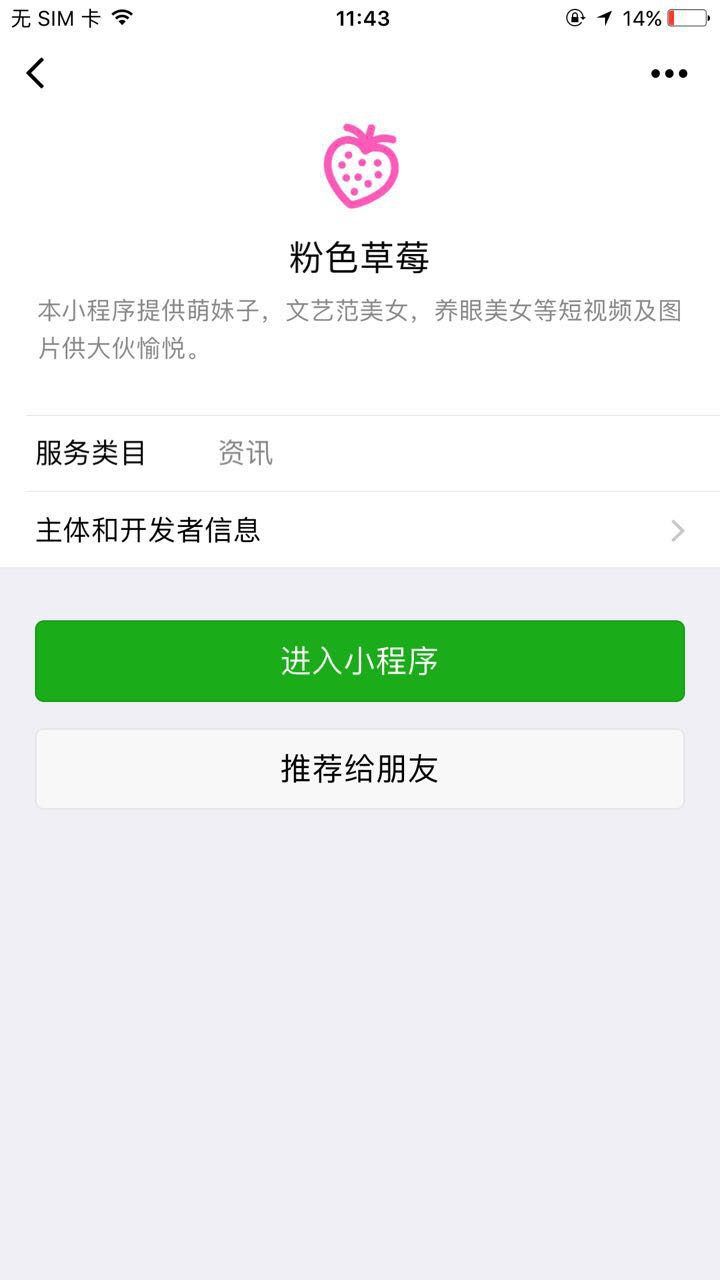 无 SIM 卡 11:43 14%
粉色草莓
本小程序提供萌妹子，文艺范美女，养眼美女等短视频及图
片供大伙愉悦。
服务类目 资讯
主体和开发者信息
进入小程序
推荐给朋友